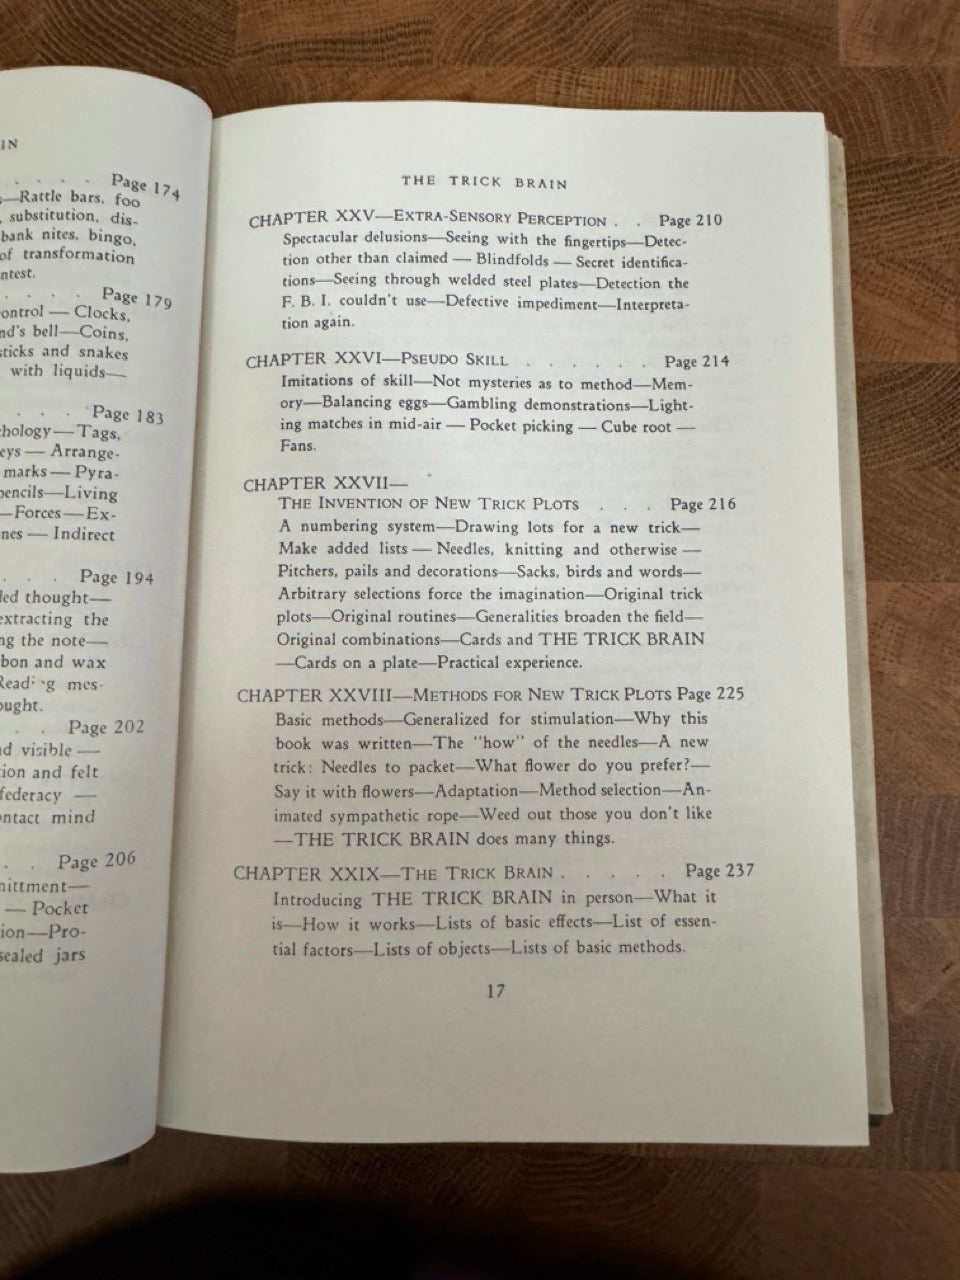 IN
Page 174
—Rattle bars, foo
substitution, dis-
bank nites, bingo,
of transformation
ntest.
. . . . Page 179
ontrol — Clocks,
nd's bell—Coins,
sticks and snakes
with liquids—
. . . Page 183
hology — Tags,
eys — Arrange-
marks — Pyra-
pencils—Living
—Forces—Ex-
nes — Indirect
. . . Page 194
led thought—
extracting the
ng the note—
bon and wax
mes-
ought.
. . Page 202
d visible —
ion and felt
federacy —
ontact mind
. . Page 206
mittment—
— Pocket
ion—Pro-
sealed jars
THE TRICK BRAIN
CHAPTER XXV—EXTRA-SENSORY PERCEPTION . . Page 210
Spectacular delusions—Seeing with the fingertips—Detec-
tion other than claimed — Blindfolds — Secret identifica-
tions—Seeing through welded steel plates—Detection the
F. B. I. couldn't use—Defective impediment—Interpreta-
tion again.
CHAPTER XXVI—PSEUDO SKILL . . . . . . Page 214
Imitations of skill—Not mysteries as to method—Mem-
ory—Balancing eggs—Gambling demonstrations—Light-
ing matches in mid-air — Pocket picking — Cube root —
Fans.
CHAPTER XXVII—
THE INVENTION OF NEW TRICK PLOTS . . . Page 216
A numbering system—Drawing lots for a new trick—
Make added lists — Needles, knitting and otherwise —
Pitchers, pails and decorations—Sacks, birds and words—
Arbitrary selections force the imagination—Original trick
plots—Original routines—Generalities broaden the field—
Original combinations—Cards and THE TRICK BRAIN
—Cards on a plate—Practical experience.
CHAPTER XXVIII—METHODS FOR NEW TRICK PLOTS Page 225
Basic methods—Generalized for stimulation—Why this
book was written—The "how" of the needles—A new
trick: Needles to packet—What flower do you prefer?—
Say it with flowers—Adaptation—Method selection—An-
imated sympathetic rope—Weed out those you don't like
—THE TRICK BRAIN does many things.
CHAPTER XXIX—THE TRICK BRAIN . . . . . Page 237
Introducing THE TRICK BRAIN in person—What it
is—How it works—Lists of basic effects—List of essen-
tial factors—Lists of objects—Lists of basic methods.
17